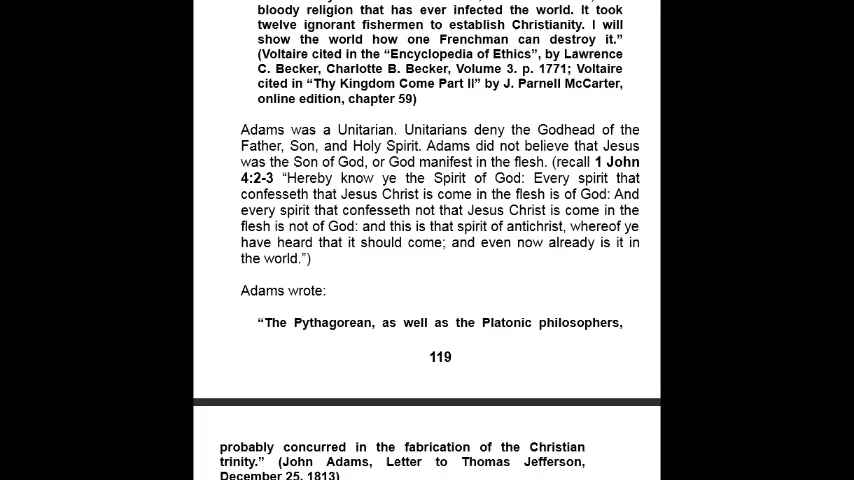 bloody religion that has ever infected the world. It took
twelve ignorant fishermen to establish Christianity. I will
show the world how one Frenchman can destroy it.”
(Voltaire cited in the “Encyclopedia of Ethics”, by Lawrence
C. Becker, Charlotte B. Becker, Volume 3. p. 1771; Voltaire
cited in “Thy Kingdom Come Part II” by J. Parnell McCarter,
online edition, chapter 59)
Adams was a Unitarian. Unitarians deny the Godhead of the
Father, Son, and Holy Spirit. Adams did not believe that Jesus
was the Son of God, or God manifest in the flesh. (recall 1 John
4:2-3 “Hereby know ye the Spirit of God: Every spirit that
confesseth that Jesus Christ is come in the flesh is of God: And
every spirit that confesseth not that Jesus Christ is come in the
flesh is not of God: and this is that spirit of antichrist, whereof ye
have heard that it should come; and even now already is it in
the world.”)
Adams wrote:
“The Pythagorean, as well as the Platonic philosophers,
119
probably concurred in the fabrication of the Christian
trinity.” (John Adams, Letter to Thomas Jefferson,
December 25, 1813)